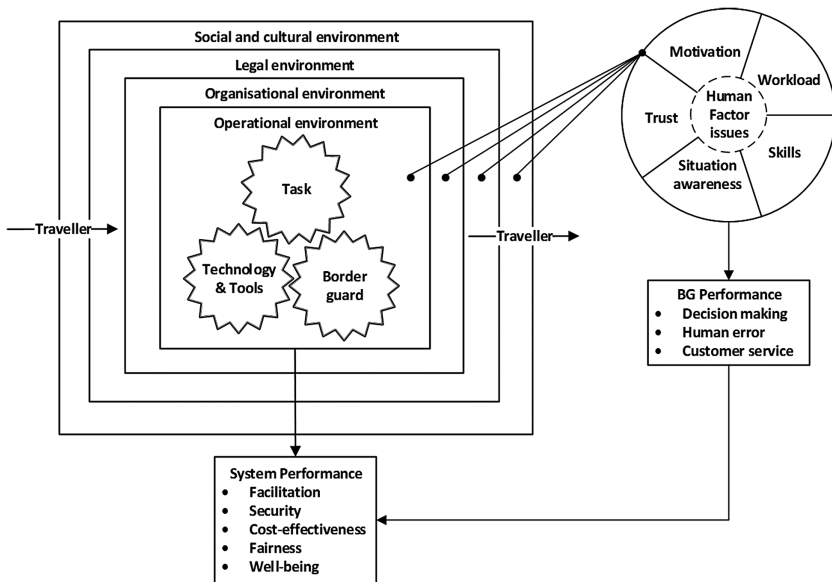 Social and cultural environment
Legal environment
Organisational environment
Operational environment
Task
Technology
& Tools
Border
guard
Traveller
Traveller
Motivation
Workload
Trust
Human
Factor
issues
Skills
Situation
awareness
BG Performance
• Decision making
• Human error
• Customer service
System Performance
• Facilitation
• Security
• Cost-effectiveness
• Fairness
• Well-being